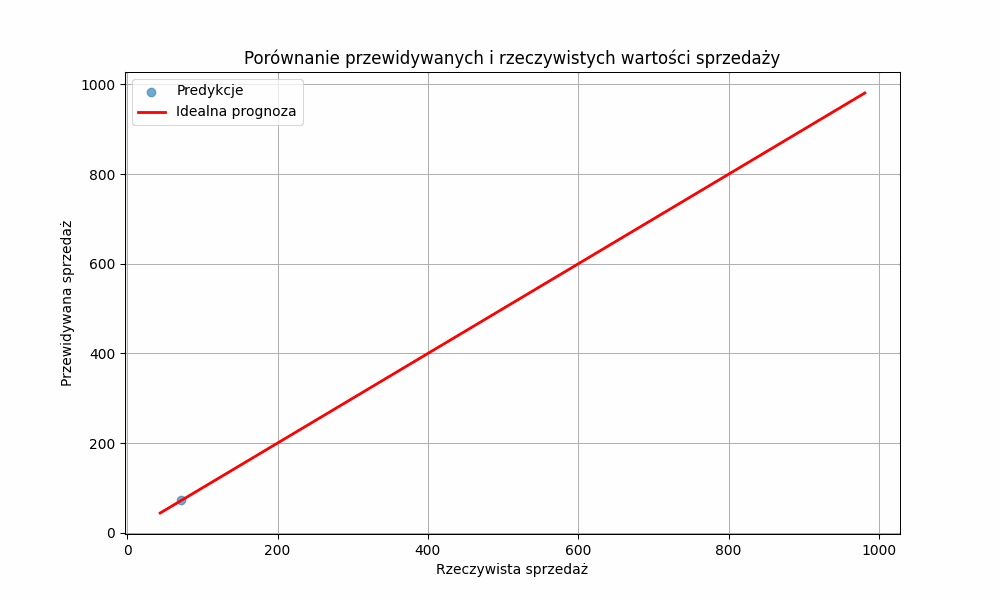 Porównanie przewidywanych i rzeczywistych wartości sprzedaży
Predykcje
Idealna prognoza
Przewidywana sprzedaż
1000
800
600
400
200
0
0 200 400 600 800 1000
Rzeczywista sprzedaż